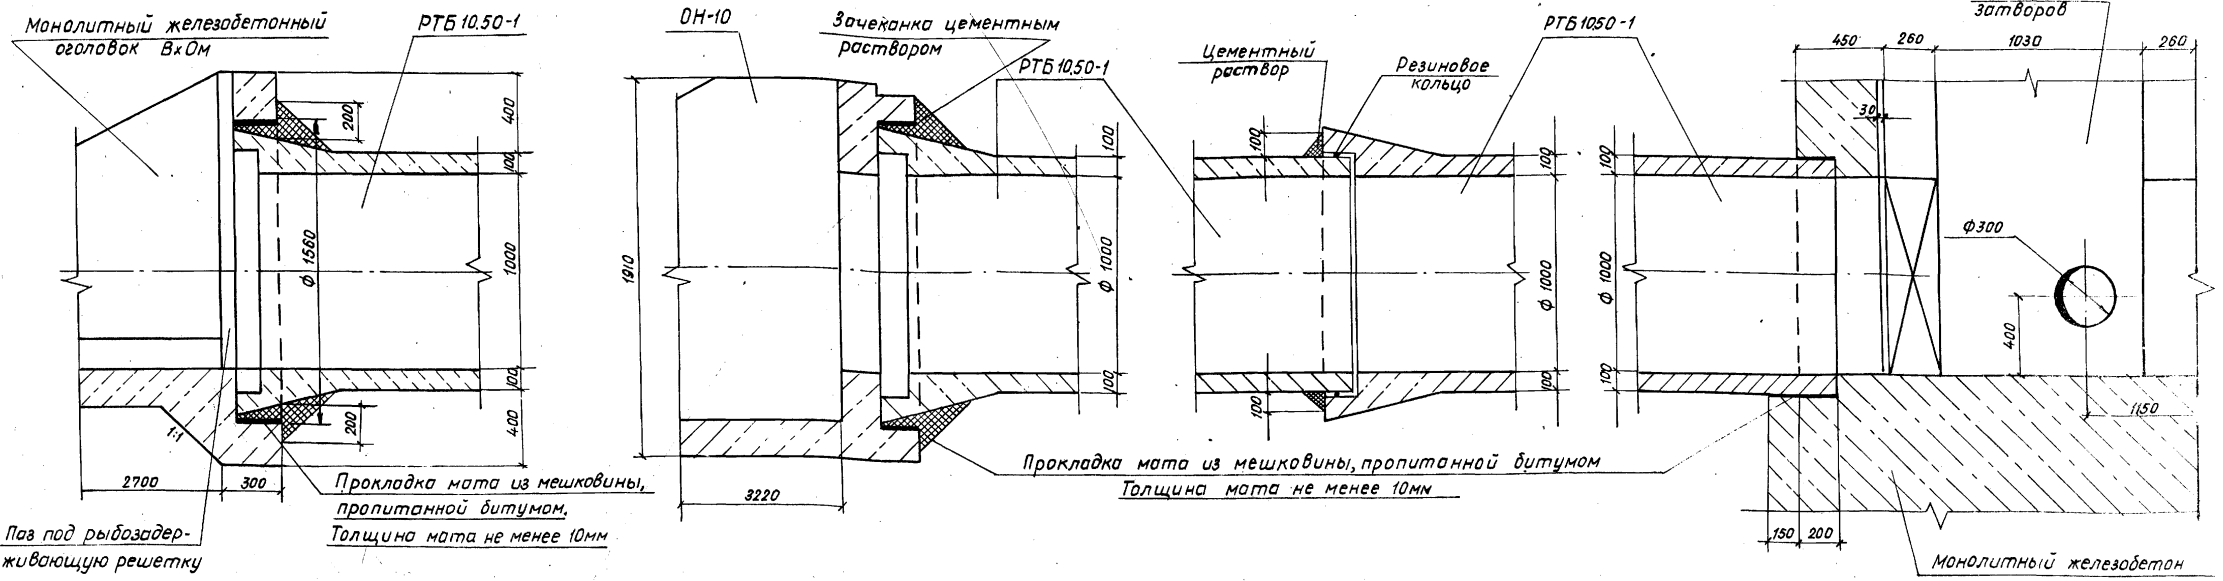 Монолитный железобетонный
оголовок ВхОм
РТБ 10.50-1
400
200
100
ф 1560
1000
100
200
400
1:1
2700
300
Прокладка мата из мешковины,
пропитанной битумом.
Толщина мата не менее 10мм
Паз под рыбозадер-
живающую решетку
ОН-10
Зачеканка цементным
раствором
РТБ 10.50-1
1910
100
ф 1000
100
3220
Прокладка мата из мешковины, пропитанной битумом
Толщина мата не менее 10мм
Цементный
раствор
Резиновое
кольцо
РТБ 10.50-1
100
100
100
ф 1000
100
100
ф 1000
100
затворов
450
260
1030
260
30
ф300
400
1150
150
200
Монолитный железобетон